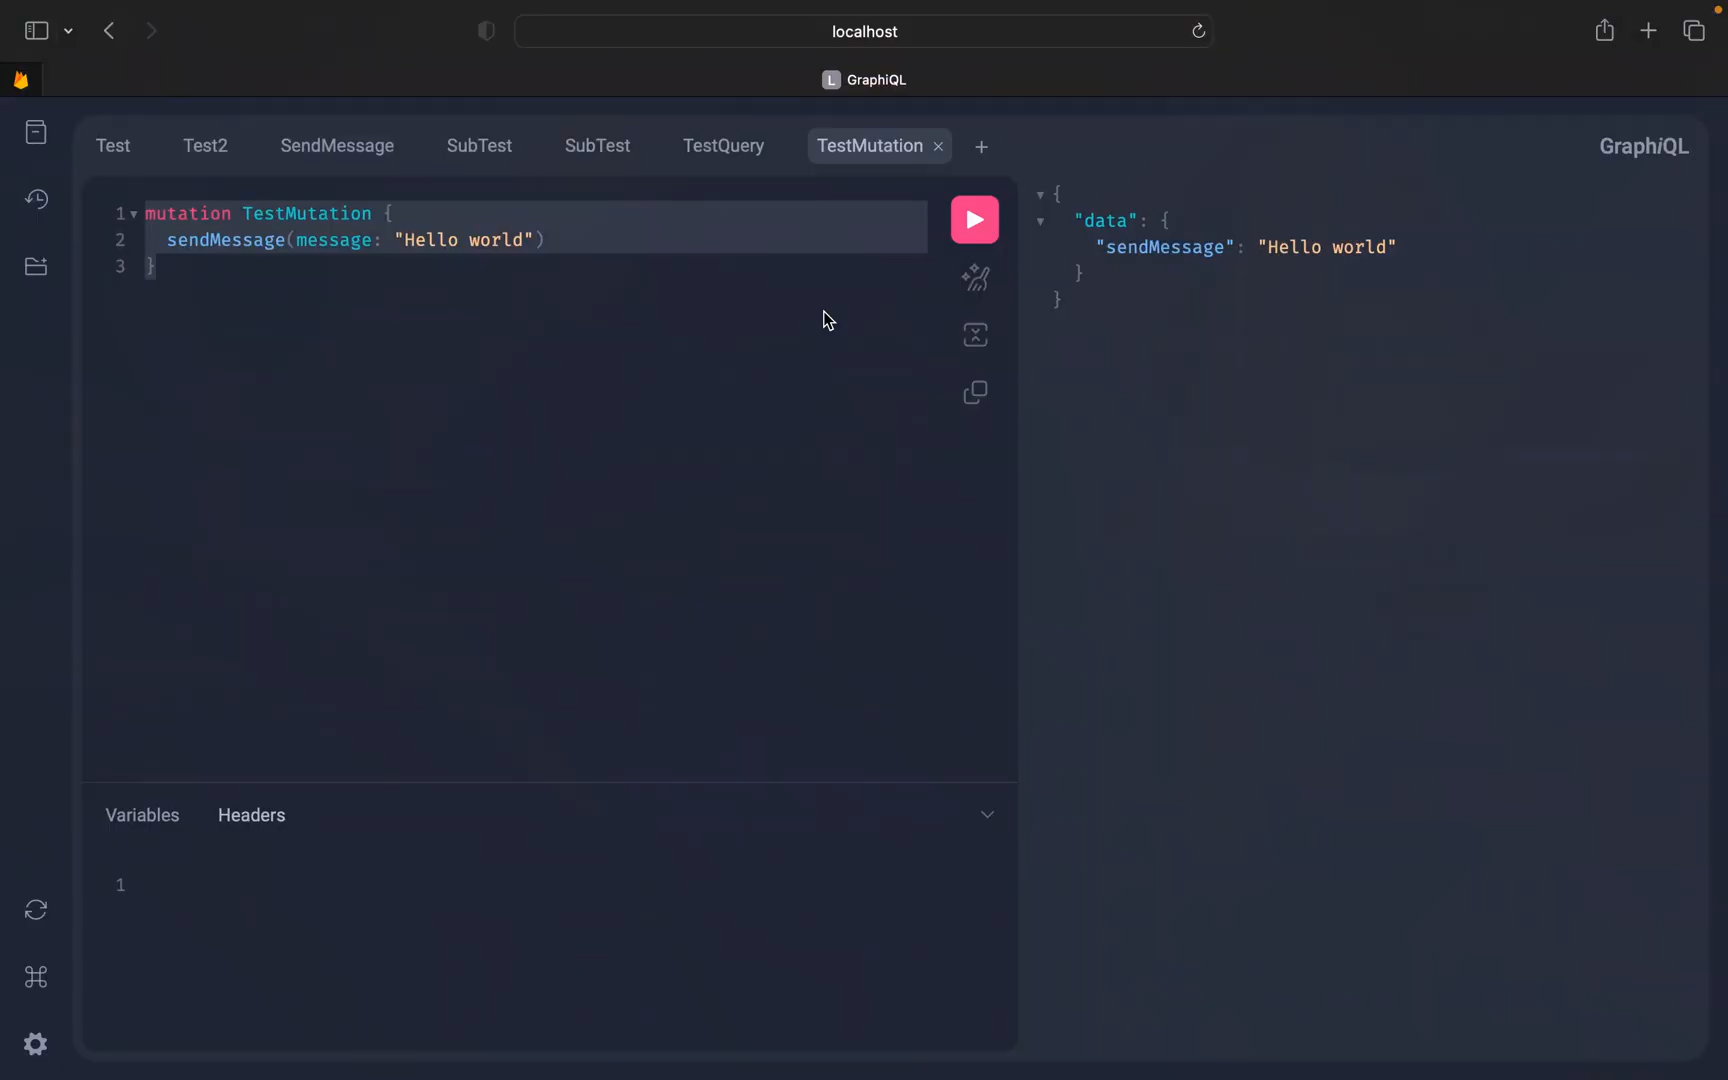 localhost
L GraphiQL
Test Test2 SendMessage SubTest SubTest TestQuery TestMutation × +
GraphiQL
1 mutation TestMutation {
2 sendMessage(message: "Hello world")
3 }
{
"data": {
"sendMessage": "Hello world"
}
}
Variables Headers
1